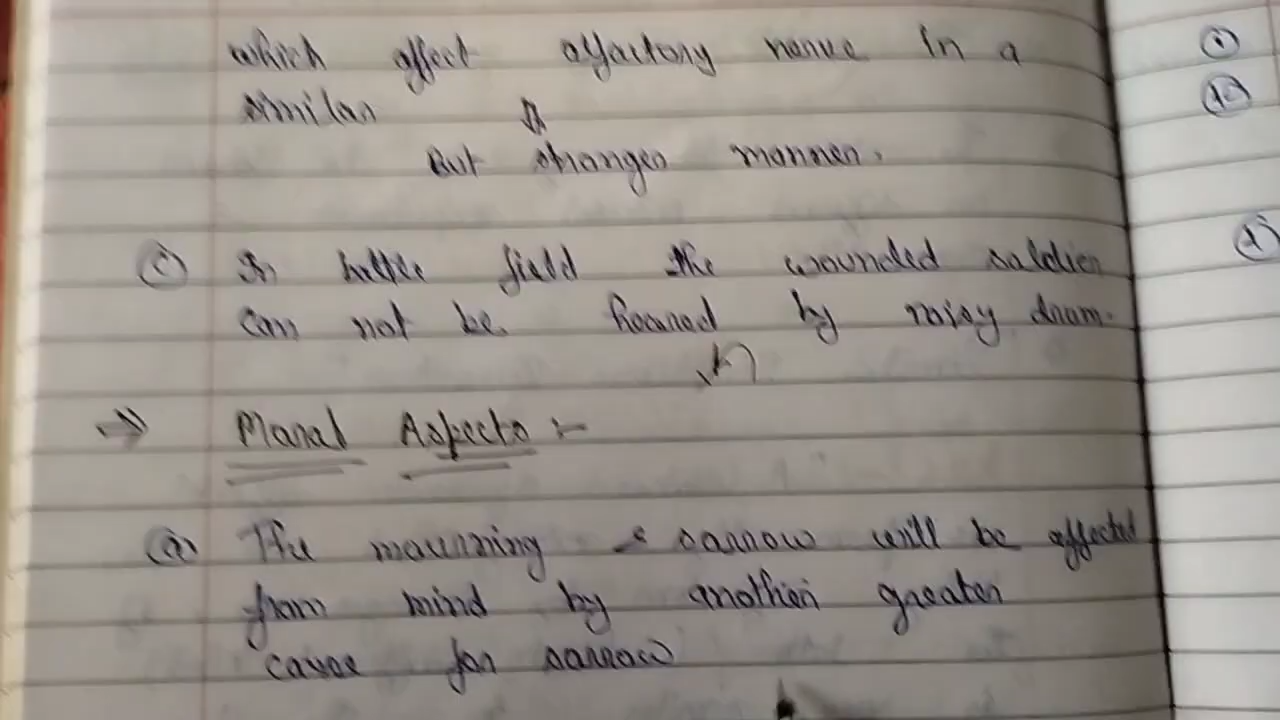 which affect olfactory nerve in a
similar
But stronger manner.
(c) In battle field the wounded soldier
can not be heared by noisy drum.
⇒ Moral Aspects :-
(a) The mourning & sorrow will be affected
from mind by another greater
cause for sorrow